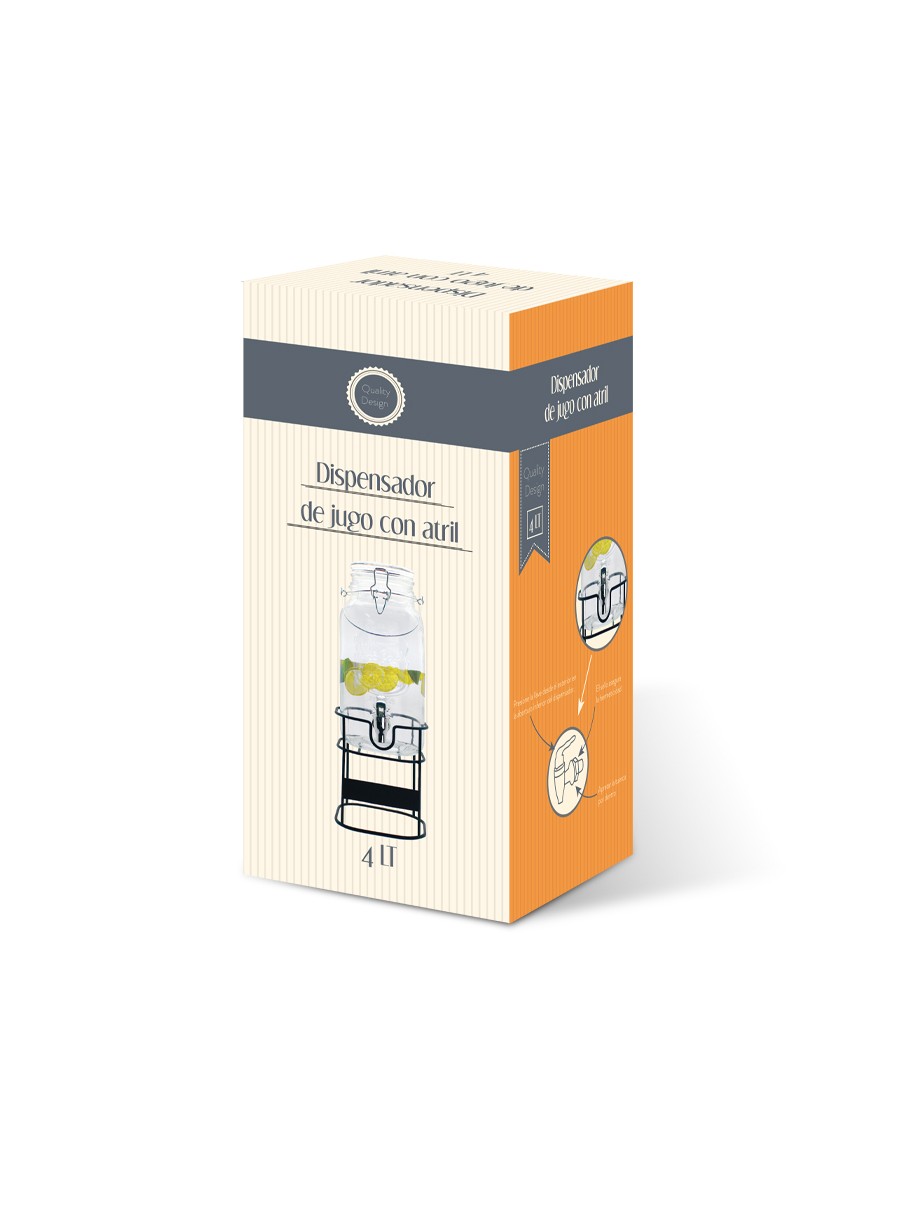 Dispensador
de jugo con atril
4 LT
Quality
Design
Dispensador
de jugo con atril
4 LT
Dispensador
de jugo con atril
Quality
Design
4 LT